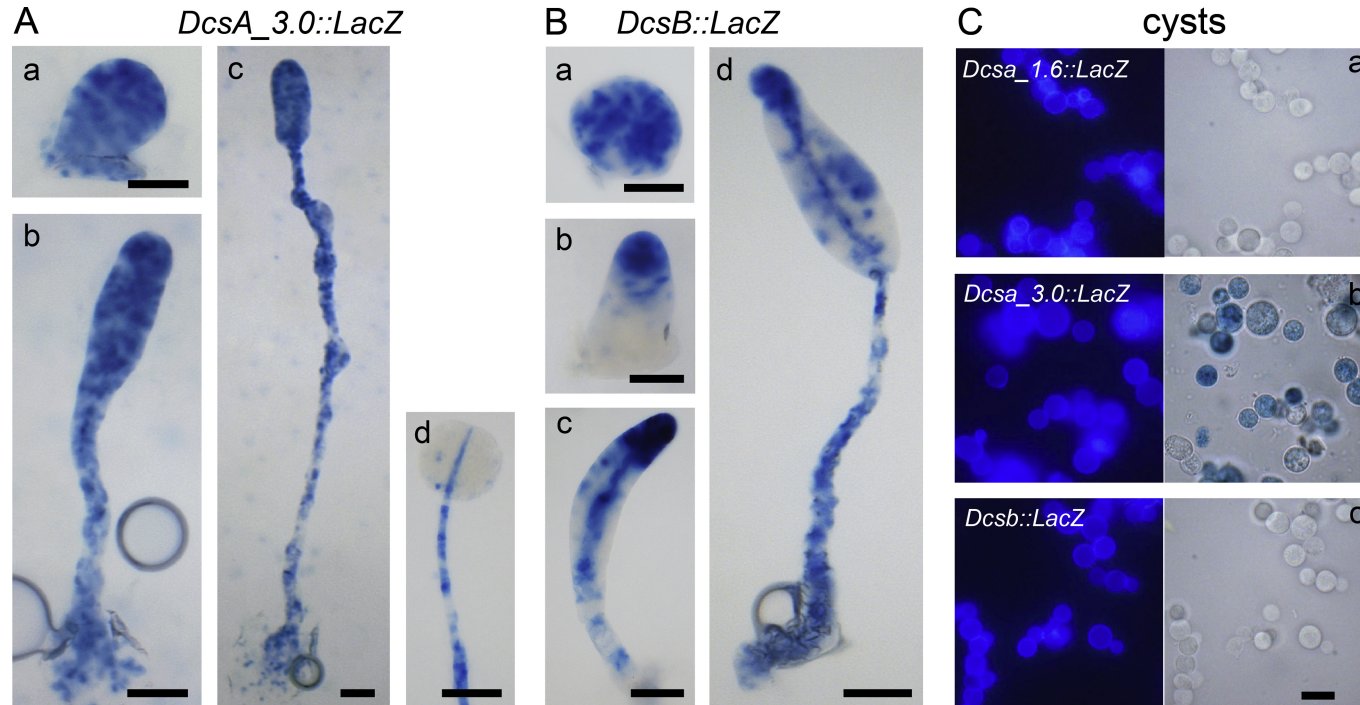 A DcsA_3.0::LacZ
a
b
c
d
B DcsB::LacZ
a
b
c
d
C cysts
Dcsa_1.6::LacZ a
Dcsa_3.0::LacZ b
Dcsb::LacZ c